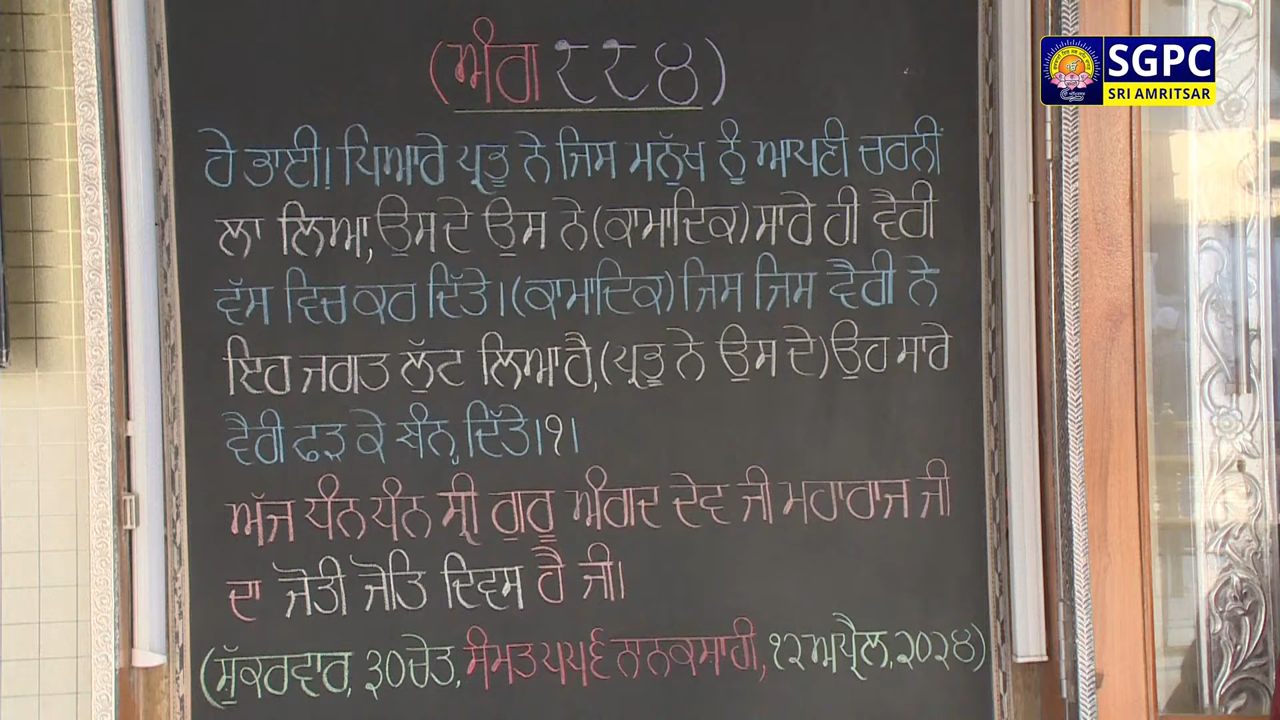 (ਅੰਗ ੮੮੪)
ਹੇ ਭਾਈ! ਪਿਆਰੇ ਪ੍ਰਭੂ ਨੇ ਜਿਸ ਮਨੁੱਖ ਨੂੰ ਆਪਣੀ ਚਰਨੀਂ
ਲਾ ਲਿਆ, ਉਸ ਦੇ ਉਸ ਨੇ (ਕਾਮਾਦਿਕ) ਸਾਰੇ ਹੀ ਵੈਰੀ
ਵੱਸ ਵਿਚ ਕਰ ਦਿੱਤੇ। (ਕਾਮਾਦਿਕ) ਜਿਸ ਜਿਸ ਵੈਰੀ ਨੇ
ਇਹ ਜਗਤ ਲੁੱਟ ਲਿਆ ਹੈ, (ਪ੍ਰਭੂ ਨੇ ਉਸ ਦੇ) ਉਹ ਸਾਰੇ
ਵੈਰੀ ਫੜ ਕੇ ਬੰਨ੍ਹ ਦਿੱਤੇ।੧।
ਅੱਜ ਧੰਨ ਧੰਨ ਸ੍ਰੀ ਗੁਰੂ ਅੰਗਦ ਦੇਵ ਜੀ ਮਹਾਰਾਜ ਜੀ
ਦਾ ਜੋਤੀ ਜੋਤਿ ਦਿਵਸ ਹੈ ਜੀ।
(ਸ਼ੁੱਕਰਵਾਰ, ੩੦ ਚੇਤ, ਸੰਮਤ ੫੫੬ ਨਾਨਕਸ਼ਾਹੀ, ੧੨ ਅਪ੍ਰੈਲ, ੨੦੨੪)
SGPC
SRI AMRITSAR